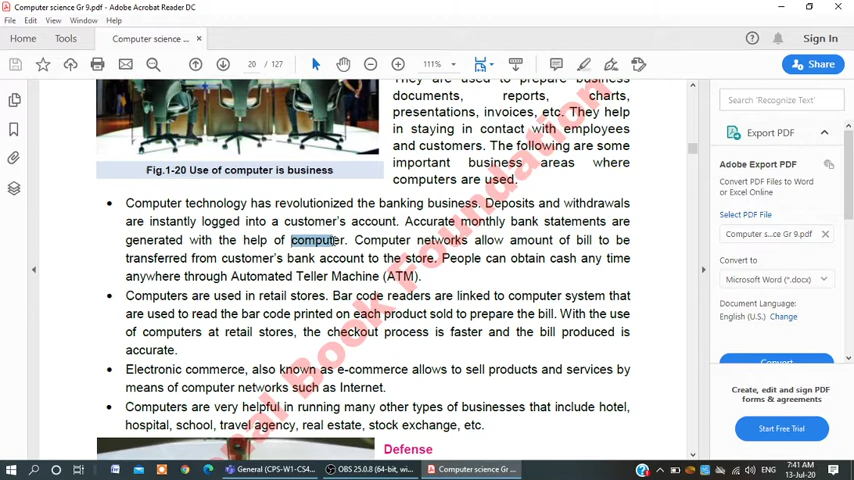 Computer science Gr 9.pdf - Adobe Acrobat Reader DC
File Edit View Window Help
Home Tools Computer science ... × Sign In
20 / 127 111% Share
They are used to prepare business
documents, reports, charts,
presentations, invoices, etc. They help
in staying in contact with employees
and customers. The following are some
important business areas where
computers are used.
Fig.1-20 Use of computer is business
• Computer technology has revolutionized the banking business. Deposits and withdrawals
are instantly logged into a customer's account. Accurate monthly bank statements are
generated with the help of computer. Computer networks allow amount of bill to be
transferred from customer's bank account to the store. People can obtain cash any time
anywhere through Automated Teller Machine (ATM).
• Computers are used in retail stores. Bar code readers are linked to computer system that
are used to read the bar code printed on each product sold to prepare the bill. With the use
of computers at retail stores, the checkout process is faster and the bill produced is
accurate.
• Electronic commerce, also known as e-commerce allows to sell products and services by
means of computer networks such as Internet.
• Computers are very helpful in running many other types of businesses that include hotel,
hospital, school, travel agency, real estate, stock exchange, etc.
Defense
onal Book Foundation
Search 'Recognize Text'
Export PDF
Adobe Export PDF
Convert PDF Files to Word
or Excel Online
Select PDF File
Computer s...ce Gr 9.pdf ×
Convert to
Microsoft Word (*.docx)
Document Language:
English (U.S.) Change
Convert
Create, edit and sign PDF
forms & agreements
Start Free Trial
General (CPS-W1-CS4...
OBS 25.0.8 (64-bit, wi...
Computer science Gr...
ENG
7:41 AM
13-Jul-20